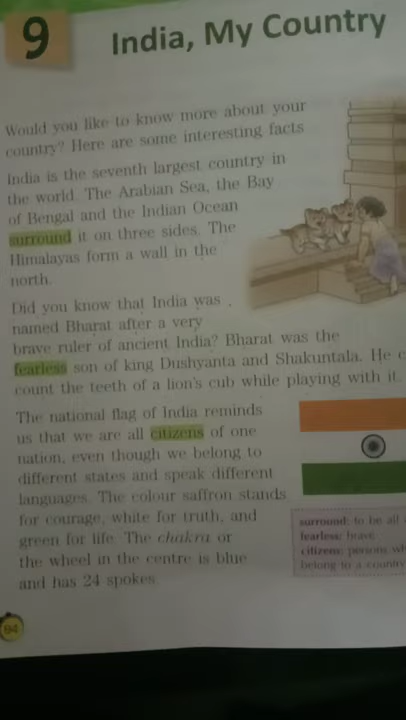 9
India, My Country
Would you like to know more about your
country? Here are some interesting facts
India is the seventh largest country in
the world. The Arabian Sea, the Bay
of Bengal and the Indian Ocean
surround it on three sides. The
Himalayas form a wall in the
north.
Did you know that India was
named Bharat after a very
brave ruler of ancient India? Bharat was the
fearless son of king Dushyanta and Shakuntala. He c
count the teeth of a lion's cub while playing with it.
The national flag of India reminds
us that we are all citizens of one
nation, even though we belong to
different states and speak different
languages. The colour saffron stands
for courage, white for truth, and
green for life. The chakra or
the wheel in the centre is blue
and has 24 spokes.
surround: to be all
fearless: brave
citizens: persons wh
belong to a country
94